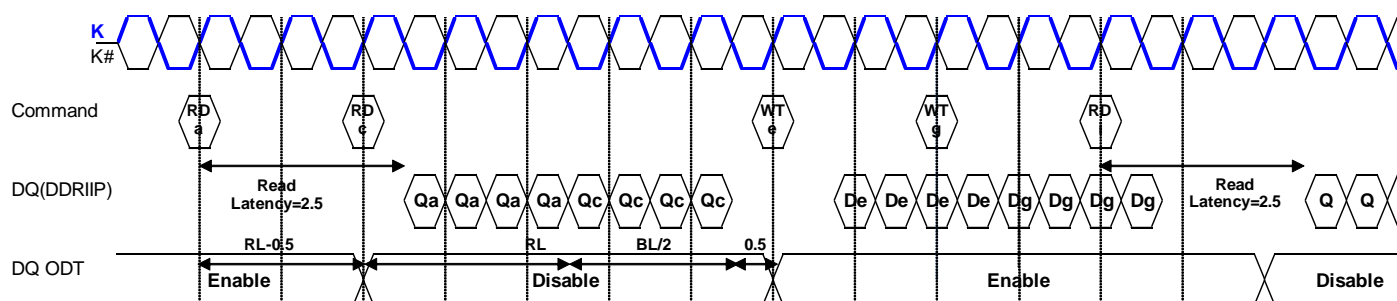 K
K#
Command
RD a
RD c
WT e
WT g
RD
DQ(DDRIIP)
Read
Latency=2.5
Qa Qa Qa Qa Qc Qc Qc Qc
De De De De Dg Dg Dg Dg
Read
Latency=2.5
Q Q
DQ ODT
RL-0.5
RL
BL/2
0.5
Enable
Disable
Enable
Disable